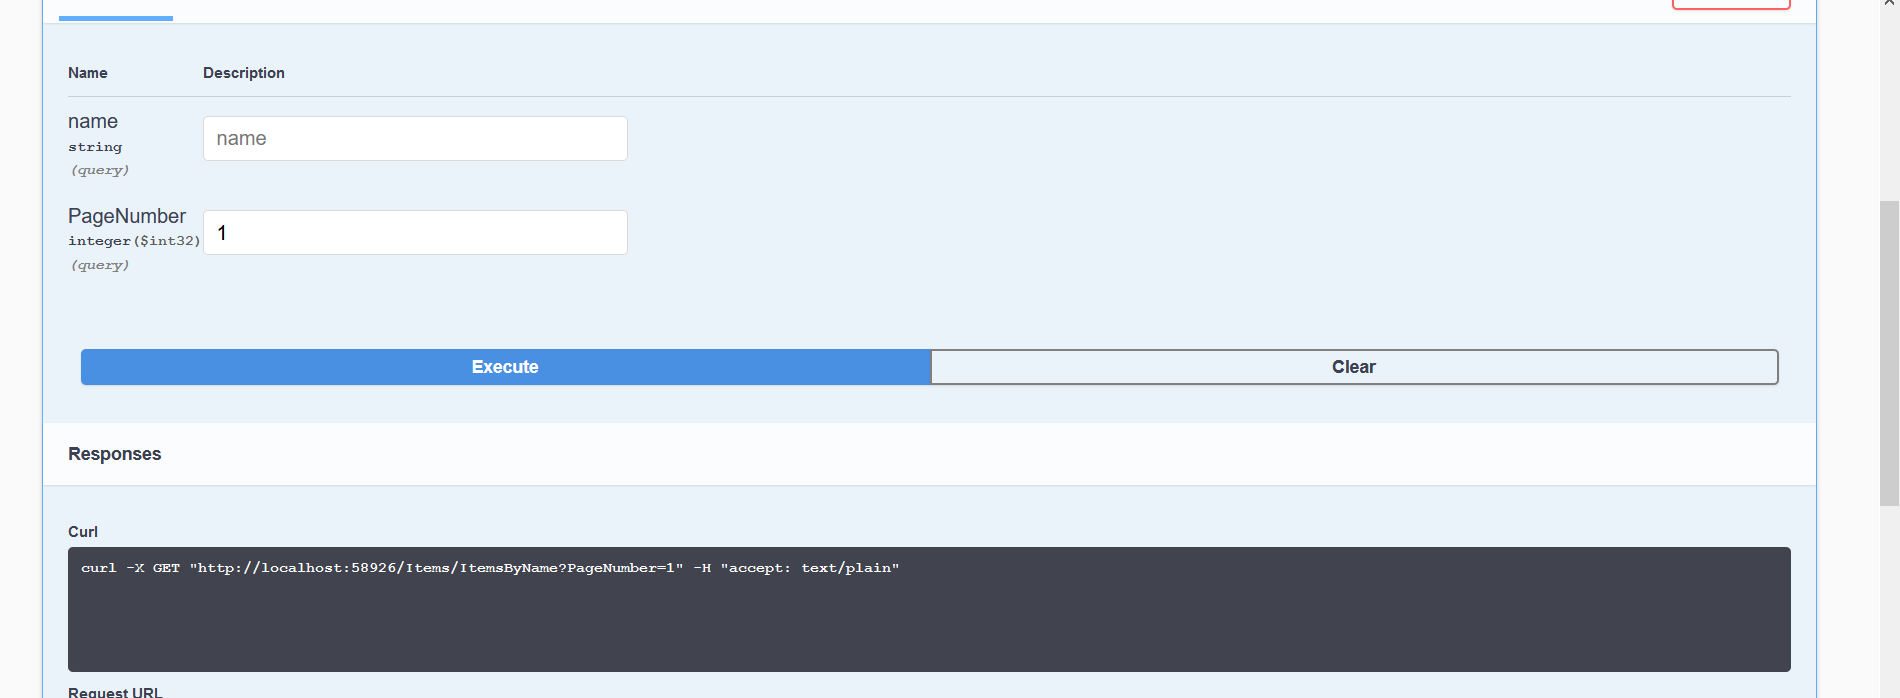 Name Description
name
string
(query)
name
PageNumber
integer($int32)
(query)
1
Execute Clear
Responses
Curl
curl -X GET "http://localhost:58926/Items/ItemsByName?PageNumber=1" -H "accept: text/plain"
Request URL